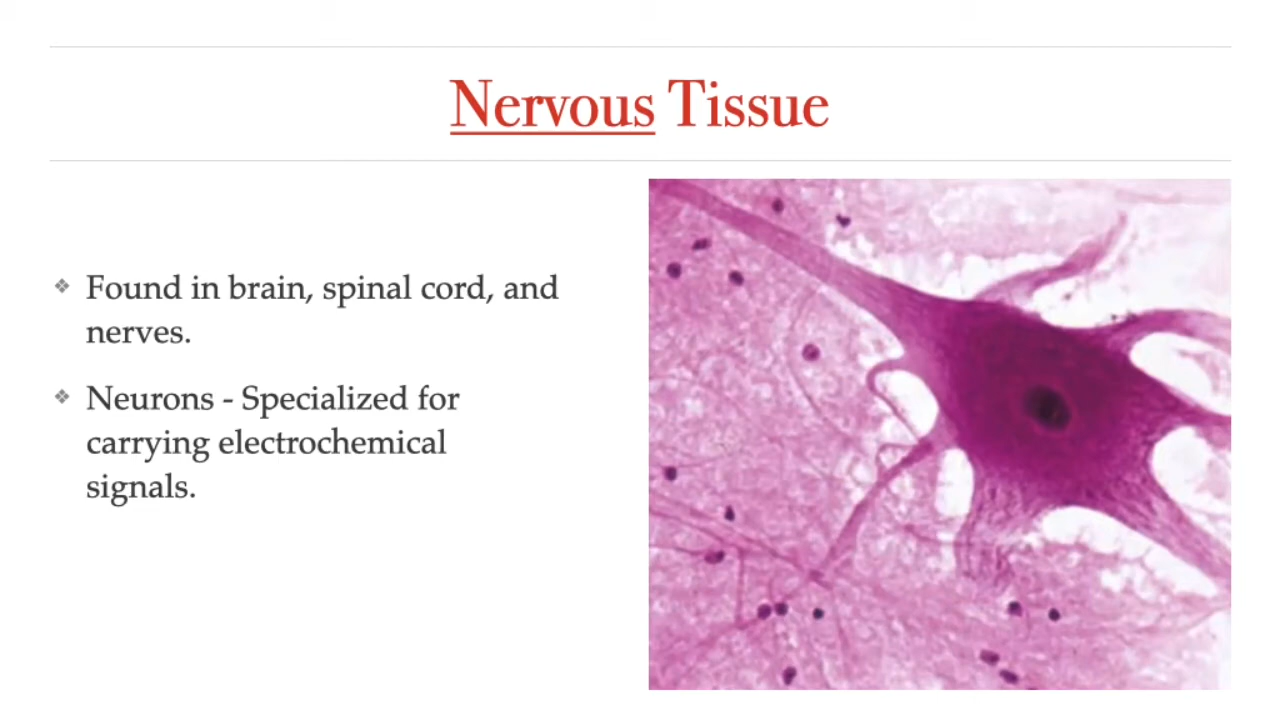 Nervous Tissue
Found in brain, spinal cord, and
nerves.
Neurons - Specialized for
carrying electrochemical
signals.